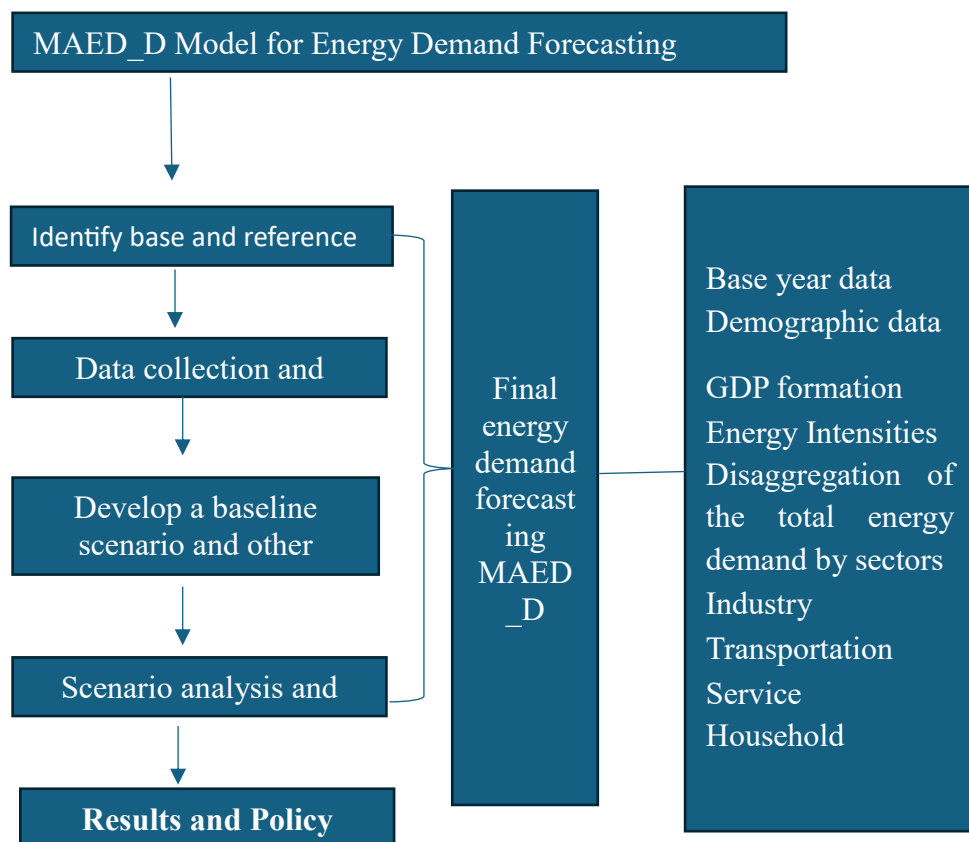 MAED_D Model for Energy Demand Forecasting
Identify base and reference
Data collection and
Develop a baseline
scenario and other
Scenario analysis and
Results and Policy
Final
energy
demand
forecast
ing
MAED
_D
Base year data
Demographic data
GDP formation
Energy Intensities
Disaggregation of
the total energy
demand by sectors
Industry
Transportation
Service
Household